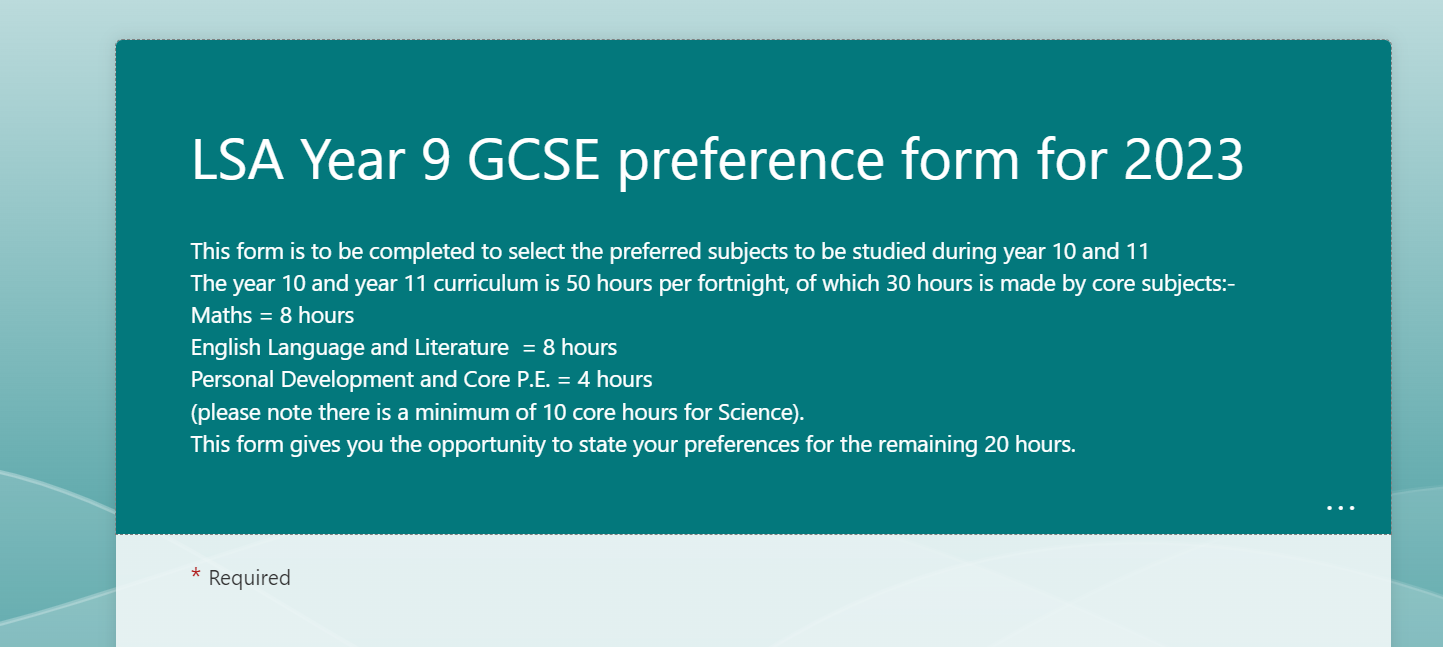 LSA Year 9 GCSE preference form for 2023
This form is to be completed to select the preferred subjects to be studied during year 10 and 11
The year 10 and year 11 curriculum is 50 hours per fortnight, of which 30 hours is made by core subjects:-
Maths = 8 hours
English Language and Literature  = 8 hours
Personal Development and Core P.E. = 4 hours
(please note there is a minimum of 10 core hours for Science).
This form gives you the opportunity to state your preferences for the remaining 20 hours.
...
* Required